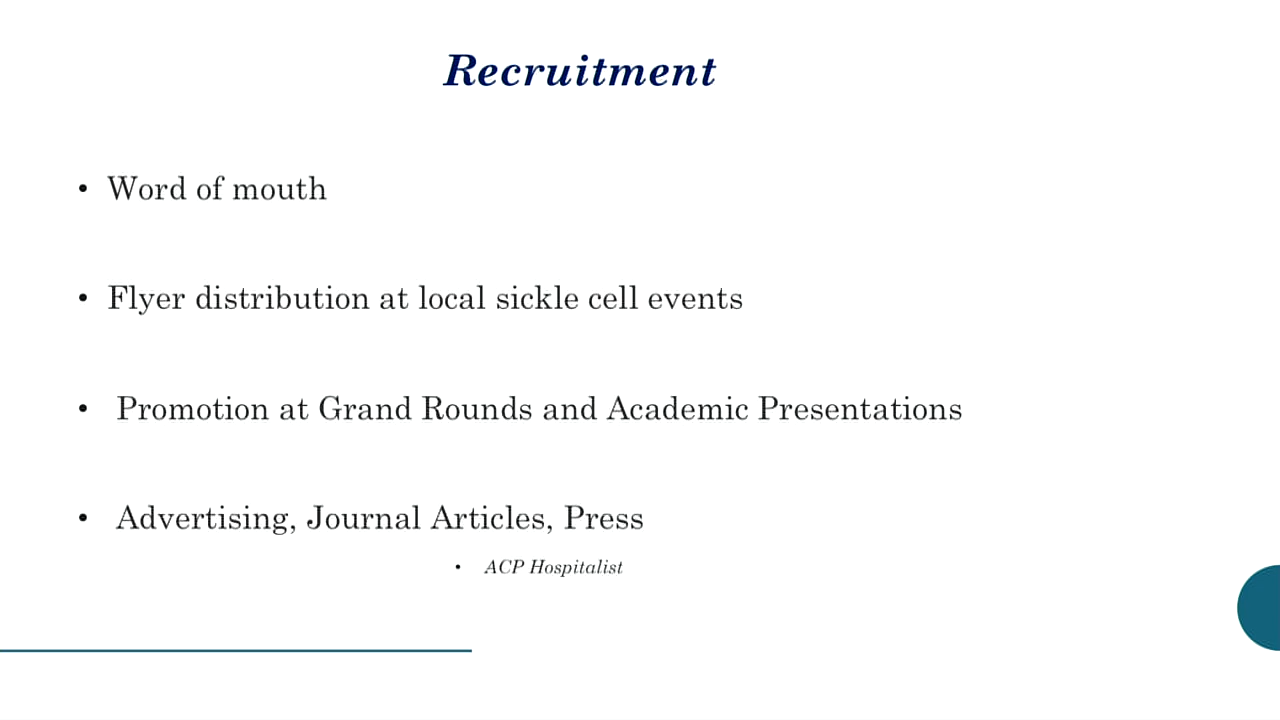 Recruitment
• Word of mouth
• Flyer distribution at local sickle cell events
• Promotion at Grand Rounds and Academic Presentations
• Advertising, Journal Articles, Press
• ACP Hospitalist